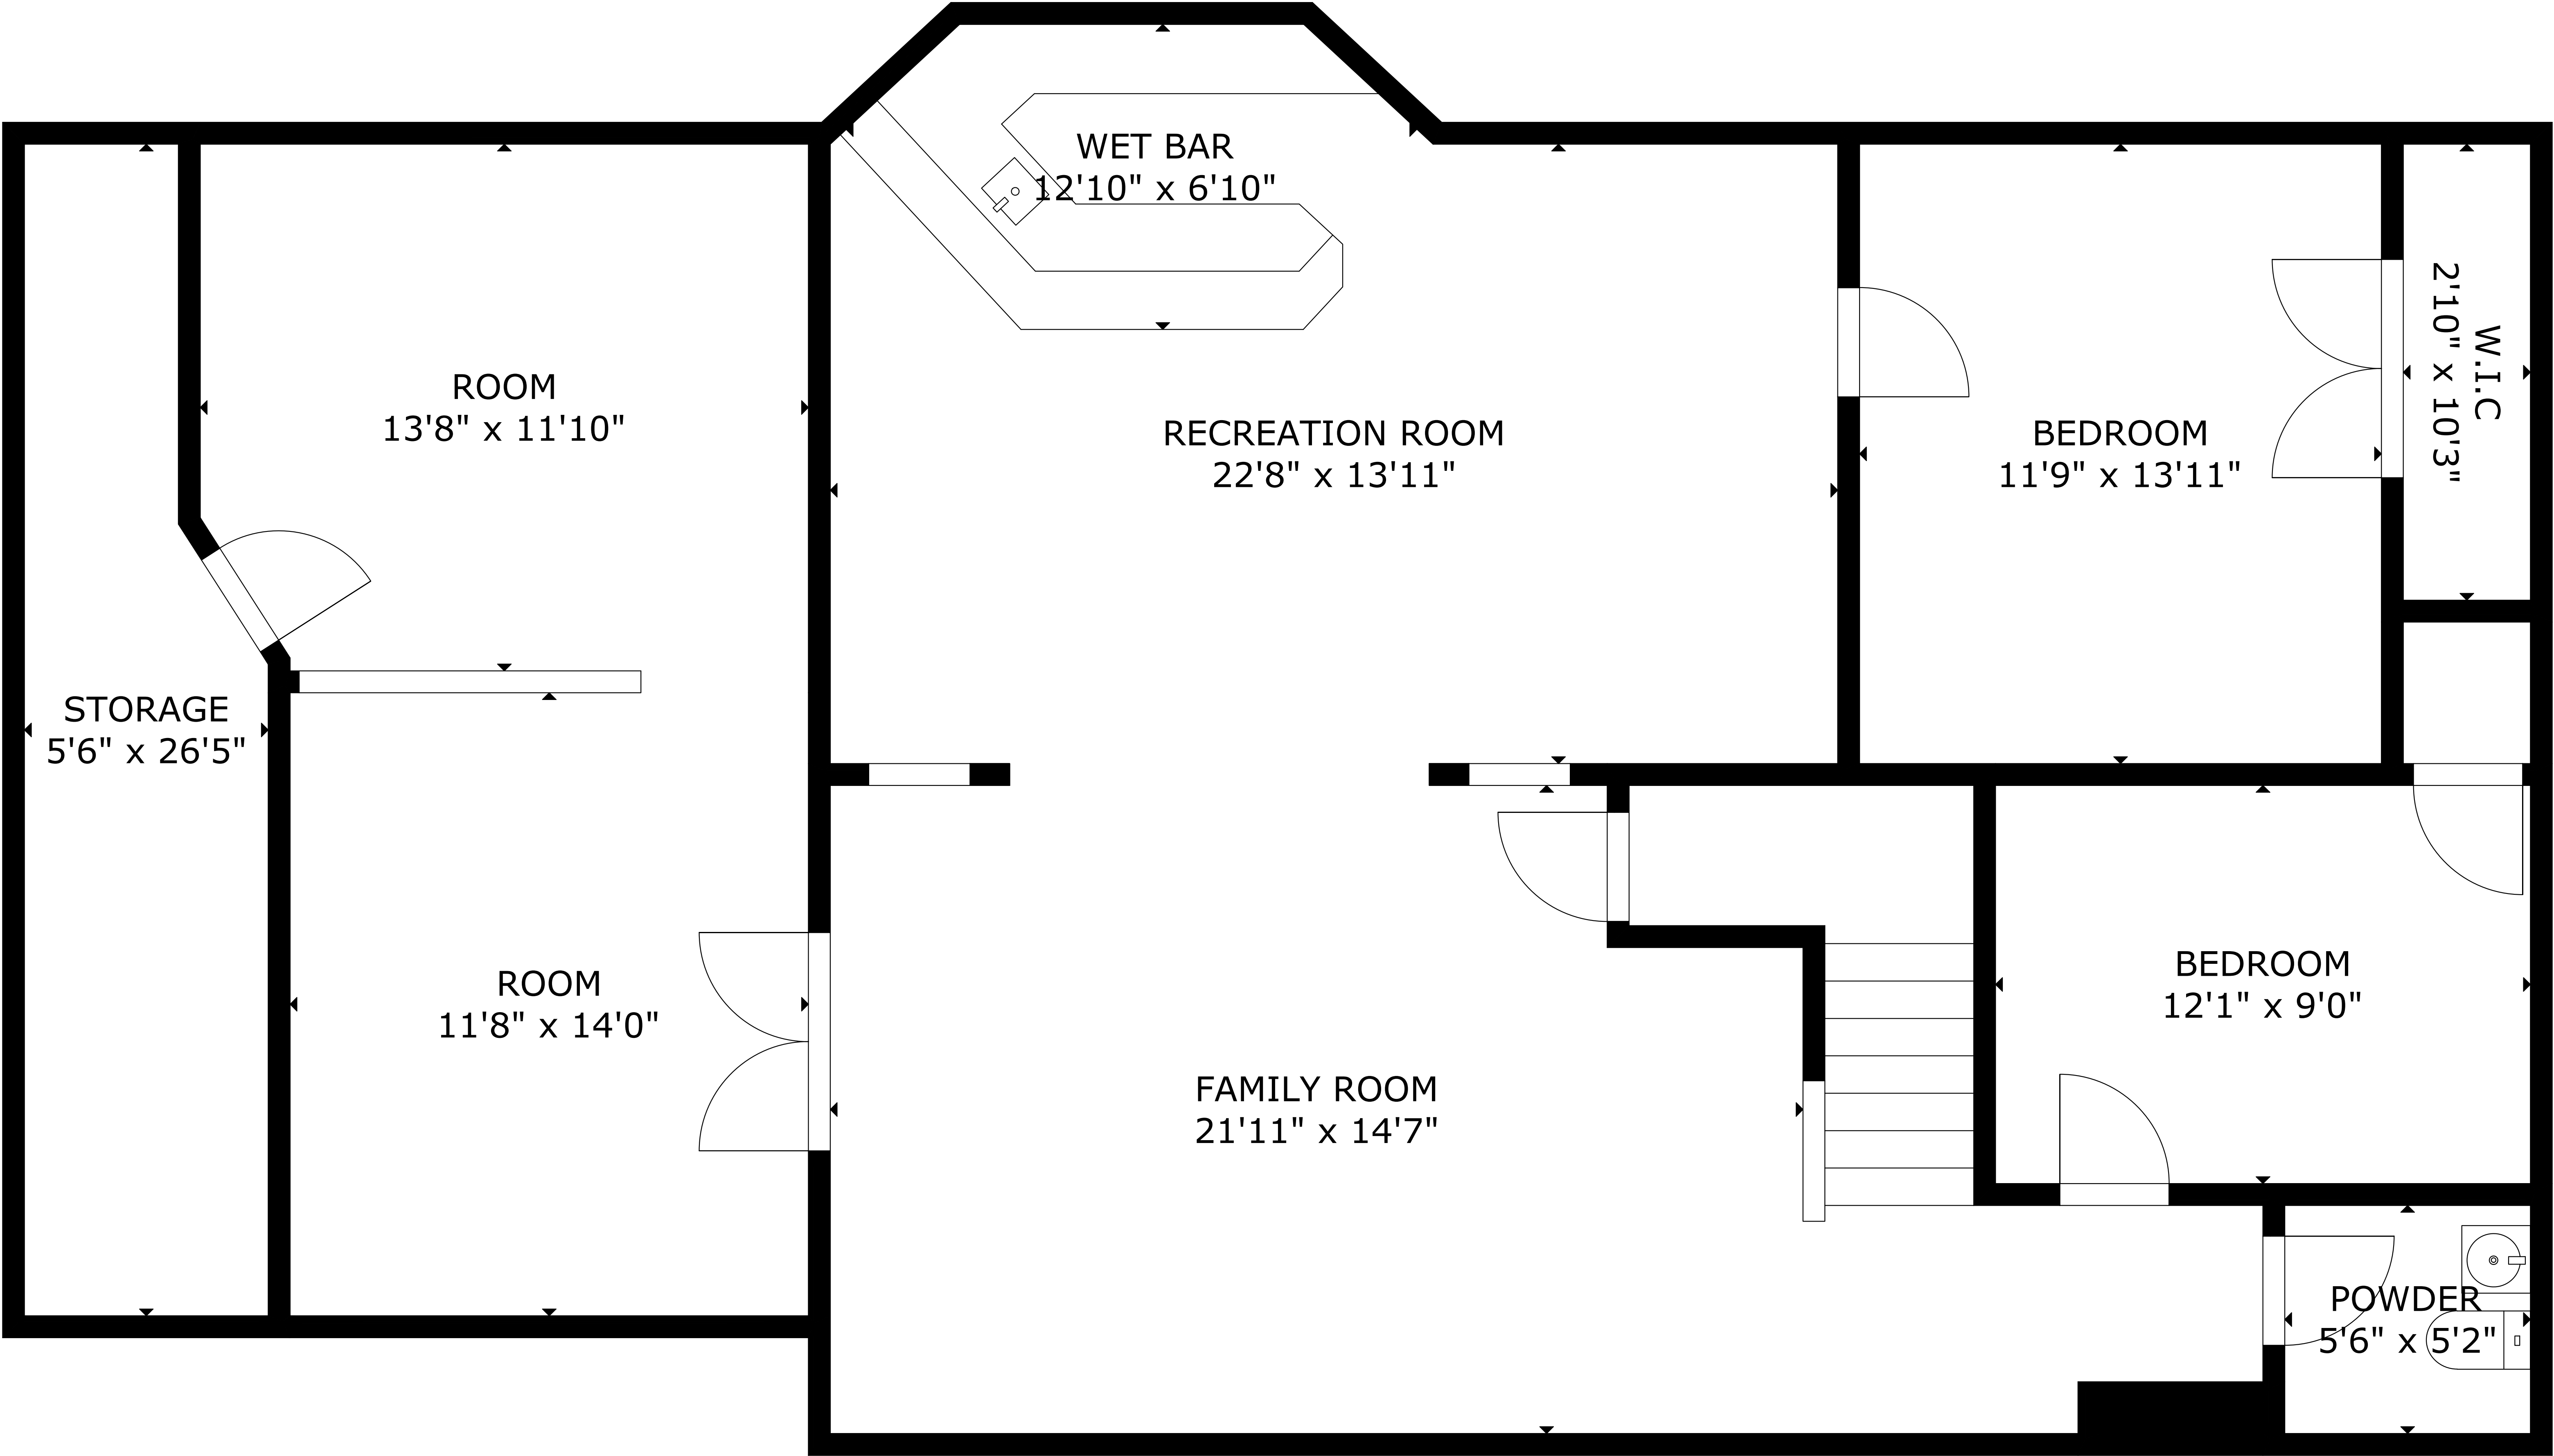 WET BAR
12'10" x 6'10"
ROOM
13'8" x 11'10"
RECREATION ROOM
22'8" x 13'11"
BEDROOM
11'9" x 13'11"
W.I.C
2'10" x 10'3"
STORAGE
5'6" x 26'5"
ROOM
11'8" x 14'0"
FAMILY ROOM
21'11" x 14'7"
BEDROOM
12'1" x 9'0"
POWDER
5'6" x 5'2"